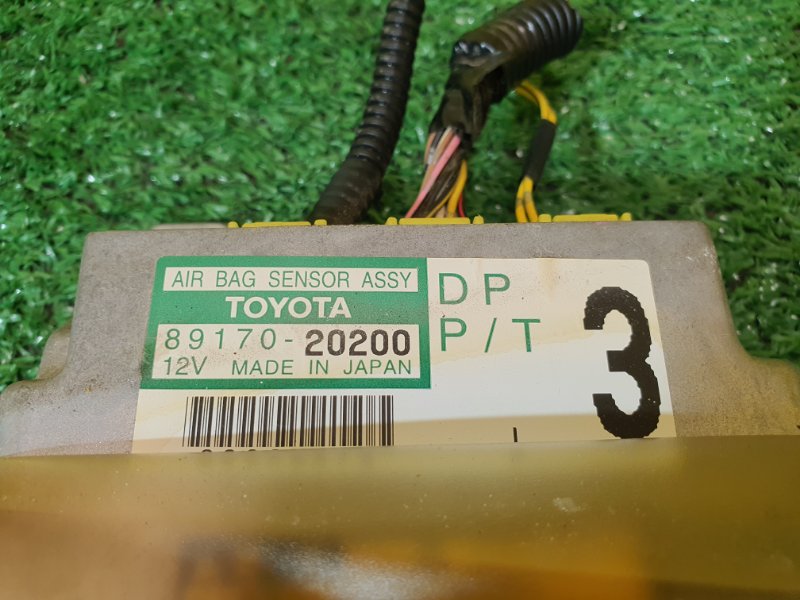 AIR BAG SENSOR ASSY
TOYOTA
89170-20200
12V MADE IN JAPAN
DP
P/T
3